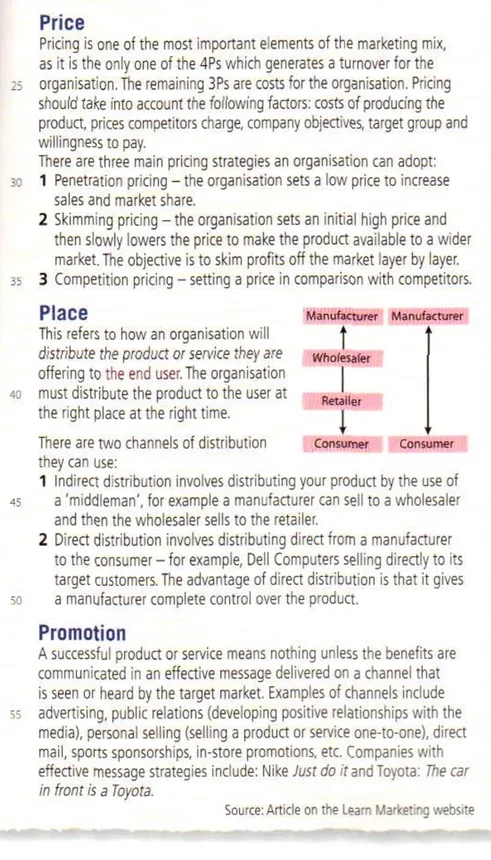 Price
Pricing is one of the most important elements of the marketing mix,
as it is the only one of the 4Ps which generates a turnover for the
25 organisation. The remaining 3Ps are costs for the organisation. Pricing
should take into account the following factors: costs of producing the
product, prices competitors charge, company objectives, target group and
willingness to pay.
There are three main pricing strategies an organisation can adopt:
30 1 Penetration pricing – the organisation sets a low price to increase
sales and market share.
2 Skimming pricing – the organisation sets an initial high price and
then slowly lowers the price to make the product available to a wider
market. The objective is to skim profits off the market layer by layer.
35 3 Competition pricing – setting a price in comparison with competitors.
Place
This refers to how an organisation will
distribute the product or service they are
offering to the end user. The organisation
40 must distribute the product to the user at
the right place at the right time.
There are two channels of distribution
they can use:
Manufacturer Manufacturer
Wholesaler
Retailer
Consumer Consumer
1 Indirect distribution involves distributing your product by the use of
45 a 'middleman', for example a manufacturer can sell to a wholesaler
and then the wholesaler sells to the retailer.
2 Direct distribution involves distributing direct from a manufacturer
to the consumer – for example, Dell Computers selling directly to its
target customers. The advantage of direct distribution is that it gives
50 a manufacturer complete control over the product.
Promotion
A successful product or service means nothing unless the benefits are
communicated in an effective message delivered on a channel that
is seen or heard by the target market. Examples of channels include
55 advertising, public relations (developing positive relationships with the
media), personal selling (selling a product or service one-to-one), direct
mail, sports sponsorships, in-store promotions, etc. Companies with
effective message strategies include: Nike Just do it and Toyota: The car
in front is a Toyota.
Source: Article on the Learn Marketing website